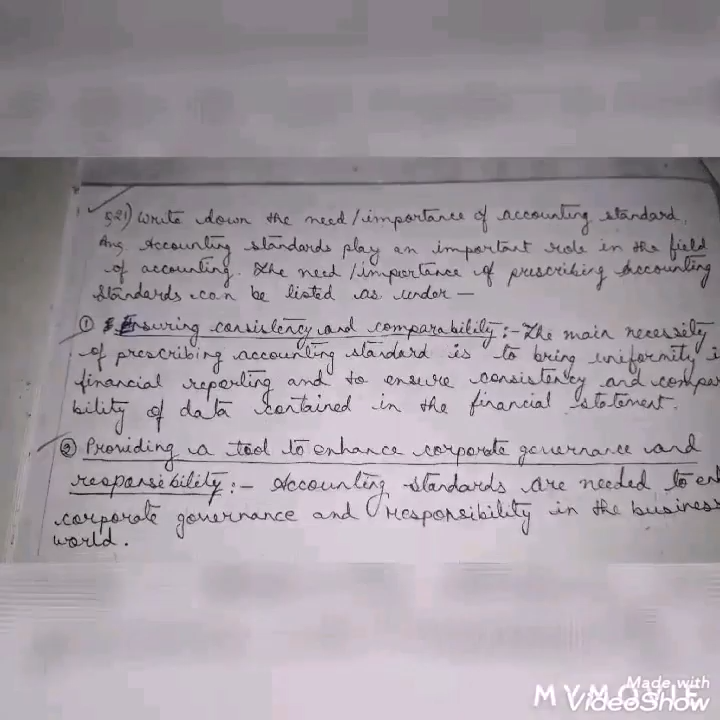 §21) Write down the need/importance of accounting standard.
Ans. Accounting standards play an important role in the field
of accounting. The need/importance of prescribing Accounting
Standards can be listed as under —
① Ensuring consistency and comparability :- The main necessity
of prescribing accounting standard is to bring uniformity i
financial reporting and to ensure consistency and compar
bility of data contained in the financial statement.
② Providing a tool to enhance corporate governance and
responsibility :- Accounting standards are needed to en
corporate governance and responsibility in the business
world.
Made with
MYMOVIE
VideoShow